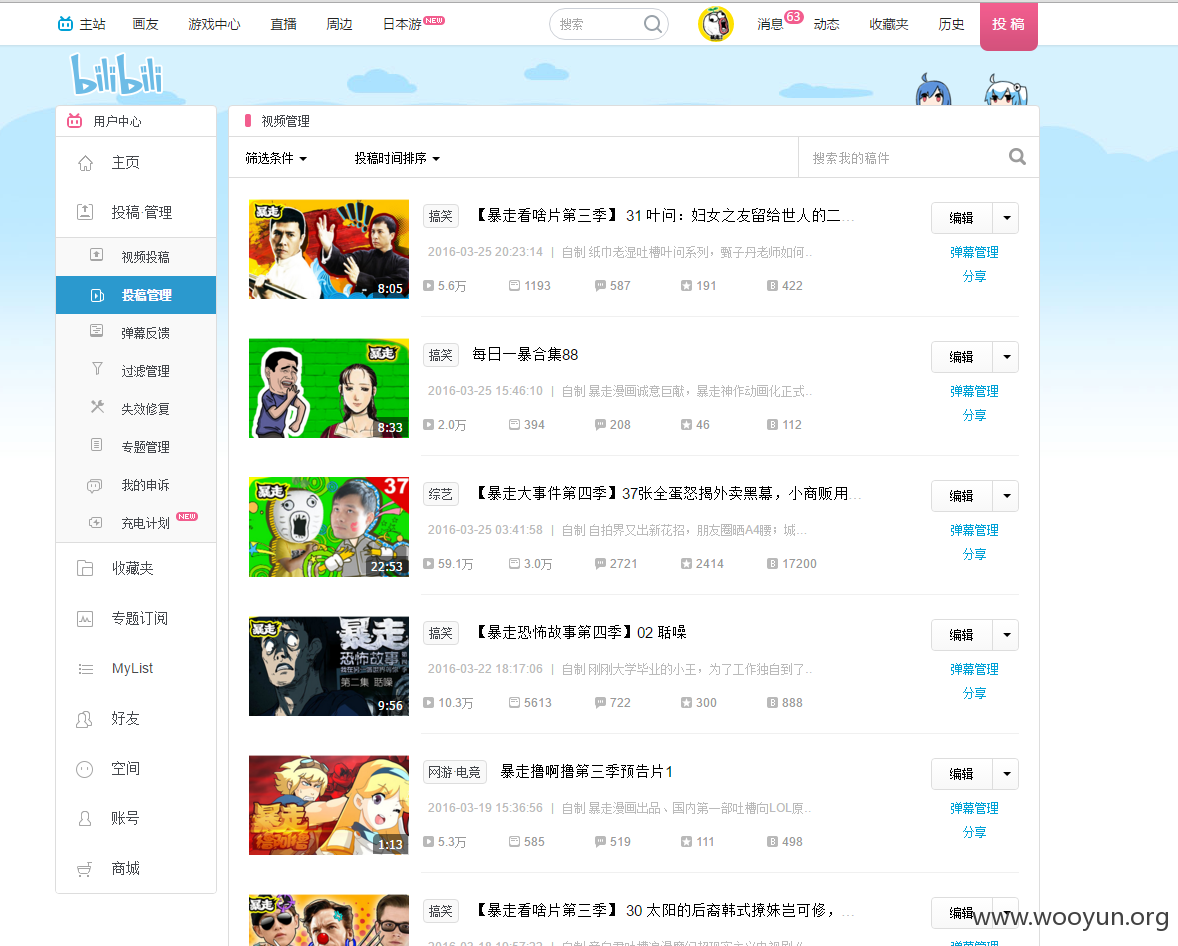 主站 画友 游戏中心 直播 周边 日本游 NEW 搜索 消息 63 动态 收藏夹 历史 投 稿
bilibili
用户中心
主页
投稿·管理
视频投稿
投稿管理
弹幕反馈
过滤管理
失效修复
专题管理
我的申诉
充电计划 NEW
收藏夹
专题订阅
MyList
好友
空间
账号
商城
视频管理
筛选条件 投稿时间排序 搜索我的稿件
暴走
8:05
搞笑 【暴走看啥片第三季】 31 叶问：妇女之友留给世人的二...
2016-03-25 20:23:14 | 自制 纸巾老湿吐槽叶问系列，甄子丹老师如何..
5.6万 1193 587 191 422
编辑
弹幕管理
分享
暴走
8:33
搞笑 每日一暴合集88
2016-03-25 15:46:10 | 自制 暴走漫画诚意巨献，暴走神作动画化正式..
2.0万 394 208 46 112
编辑
弹幕管理
分享
暴走 37
22:53
综艺 【暴走大事件第四季】37张全蛋怒揭外卖黑幕，小商贩用...
2016-03-25 03:41:58 | 自制 自拍界又出新花招，朋友圈晒A4腰；城...
59.1万 3.0万 2721 2414 17200
编辑
弹幕管理
分享
暴走 暴走
恐怖故事
第二集 聒噪
9:56
搞笑 【暴走恐怖故事第四季】02 聒噪
2016-03-22 18:17:06 | 自制 刚刚大学毕业的小王，为了工作独自到了..
10.3万 5613 722 300 888
编辑
弹幕管理
分享
暴走
撸啊撸
1:13
网游·电竞 暴走撸啊撸第三季预告片1
2016-03-19 15:36:56 | 自制 暴走漫画出品、国内第一部吐槽向LOL原..
5.3万 585 519 111 498
编辑
弹幕管理
分享
暴走
搞笑 【暴走看啥片第三季】 30 太阳的后裔韩式撩妹岂可修，...
编辑
www.wooyun.org